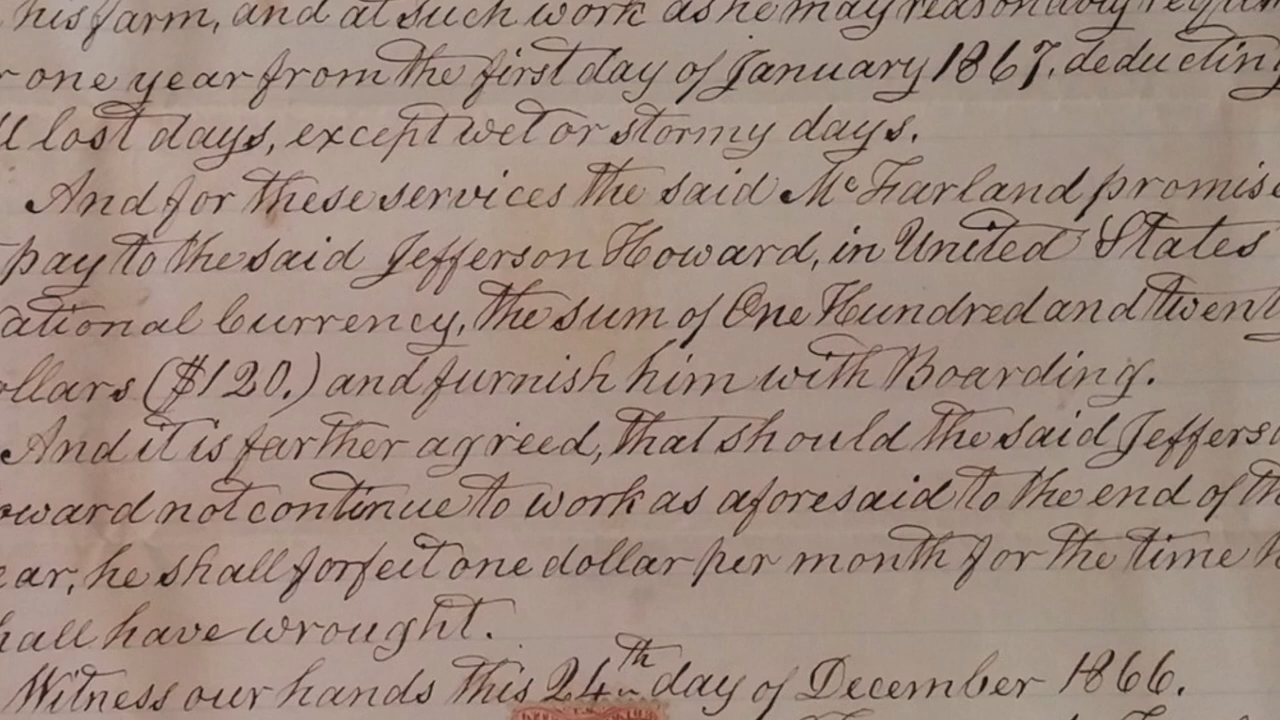 his farm, and at such work as he may reasonably
one year from the first day of January 1867, deducting
lost days, except wet or stormy days.
And for these services the said McFarland promise
pay to the said Jefferson Howard, in United States
ational Currency, the sum of One Hundred and twenty
ollars ($120.) and furnish him with Boarding.
And it is farther agreed, that should the said Jefferso
oward not continue to work as aforesaid to the end of th
ear, he shall forfeit one dollar per month for the time h
hall have wrought.
Witness our hands this 24th day of December 1866.